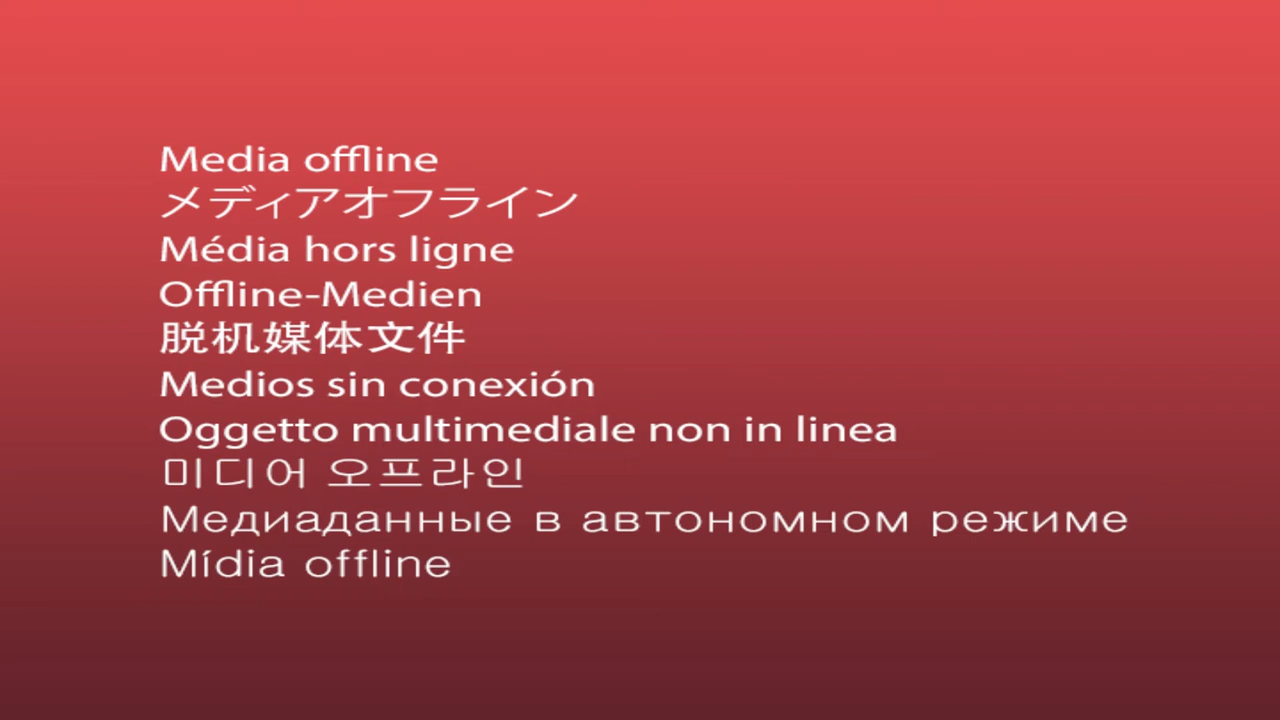 Media offline
メディアオフライン
Média hors ligne
Offline-Medien
脱机媒体文件
Medios sin conexión
Oggetto multimediale non in linea
미디어 오프라인
Медиаданные в автономном режиме
Mídia offline